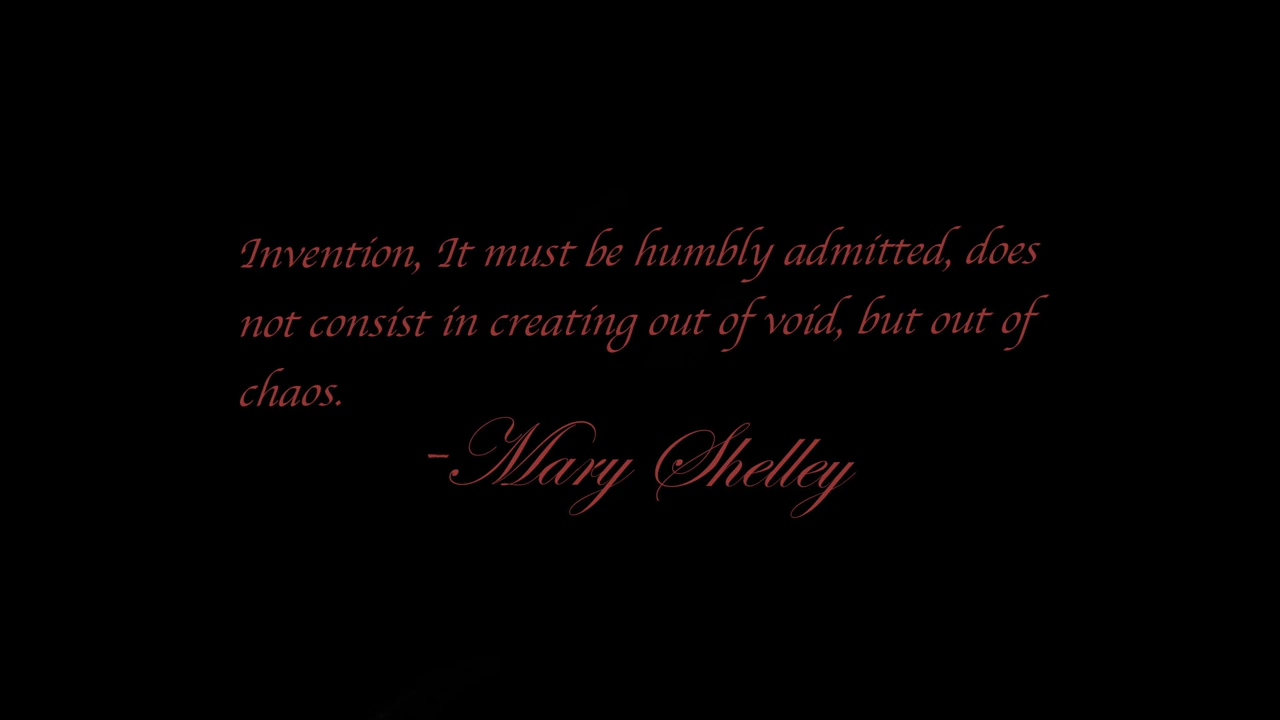 Invention, It must be humbly admitted, does
not consist in creating out of void, but out of
chaos.
-Mary Shelley